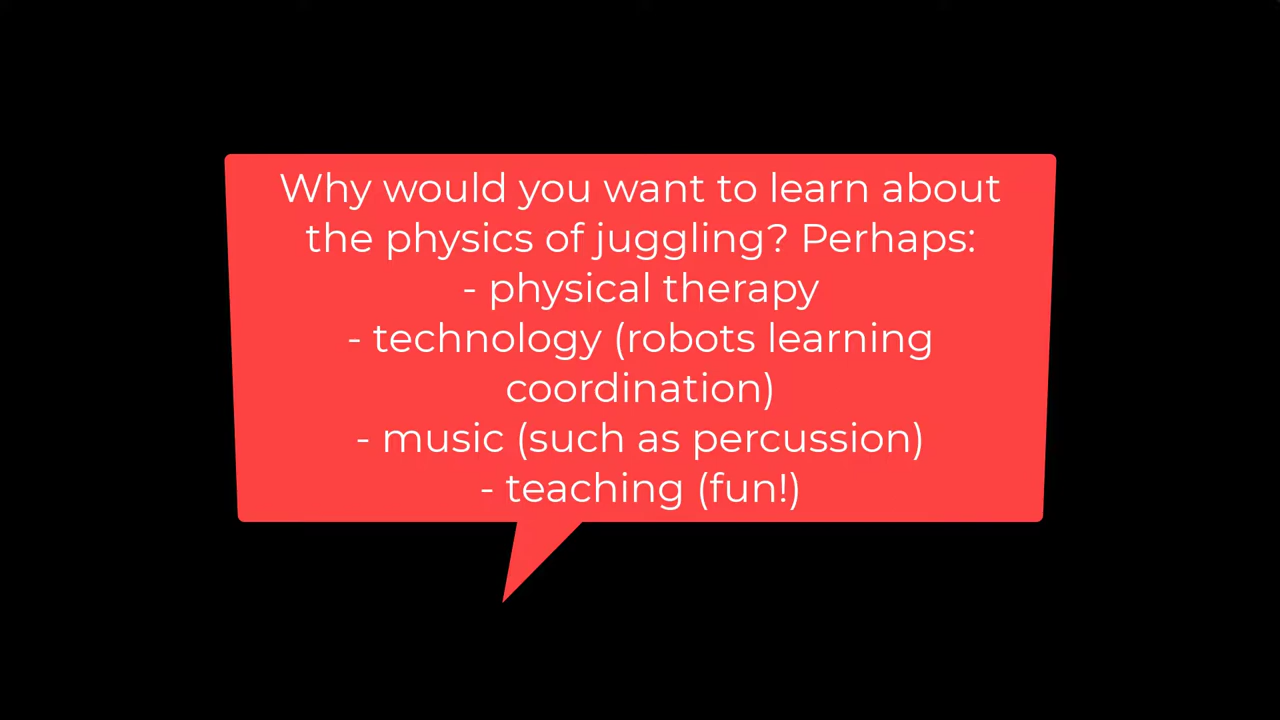 Why would you want to learn about
the physics of juggling? Perhaps:
- physical therapy
- technology (robots learning
coordination)
- music (such as percussion)
- teaching (fun!)